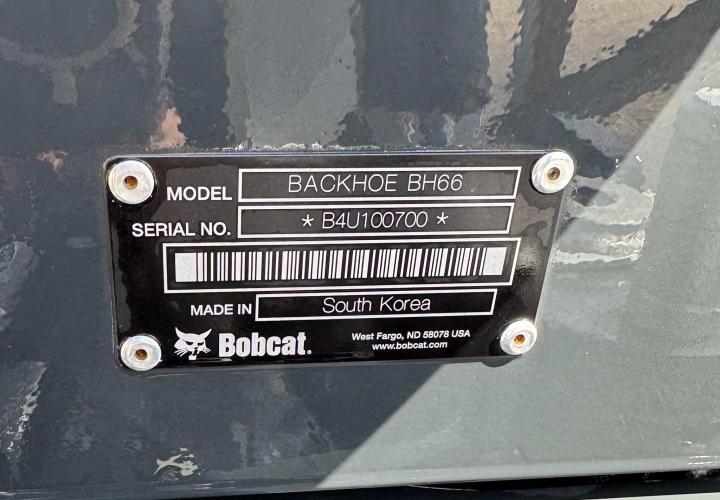 MODEL BACKHOE BH66
SERIAL NO. * B4U100700 *
MADE IN South Korea
Bobcat.
West Fargo, ND 58078 USA
www.bobcat.com